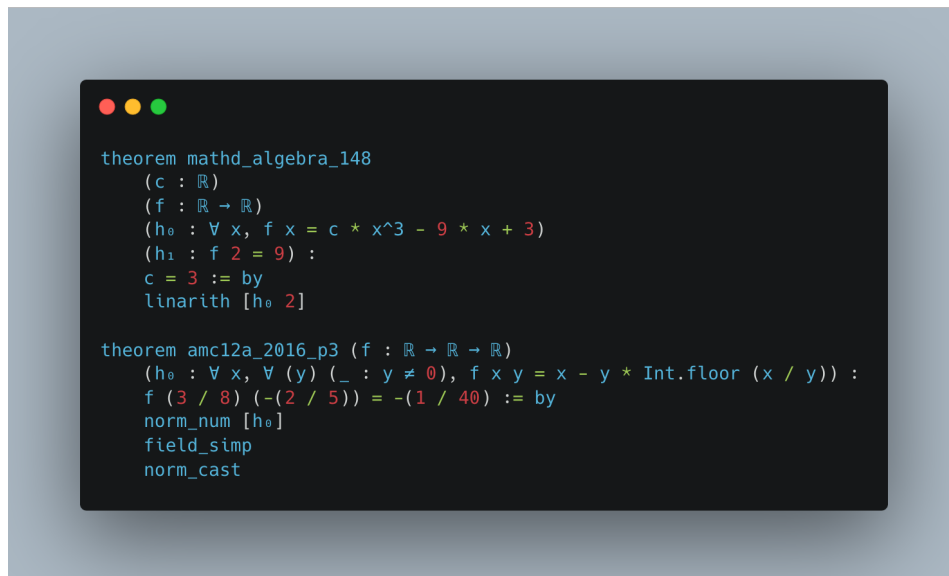 theorem mathd_algebra_148
    (c : ℝ)
    (f : ℝ → ℝ)
    (h₀ : ∀ x, f x = c * x^3 - 9 * x + 3)
    (h₁ : f 2 = 9) :
    c = 3 := by
    linarith [h₀ 2]

theorem amc12a_2016_p3 (f : ℝ → ℝ → ℝ)
    (h₀ : ∀ x, ∀ (y) (_ : y ≠ 0), f x y = x - y * Int.floor (x / y)) :
    f (3 / 8) (-(2 / 5)) = -(1 / 40) := by
    norm_num [h₀]
    field_simp
    norm_cast